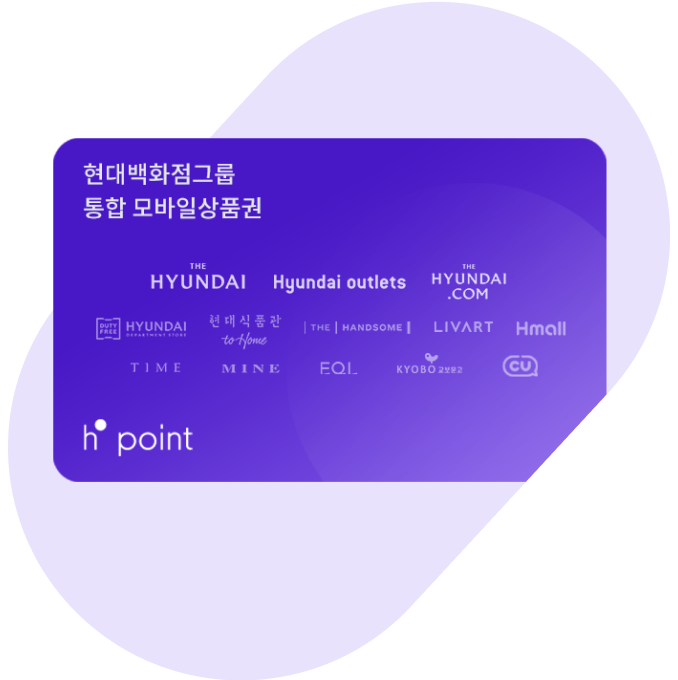 현대백화점그룹
통합 모바일상품권
THE
HYUNDAI
Hyundai outlets
THE
HYUNDAI
.COM
DUTY
FREE
HYUNDAI
DEPARTMENT STORE
현대식품관
to Home
THE HANDSOME
LIVART
Hmall
TIME
MINE
EQL
KYOBO 교보문고
CU
h point